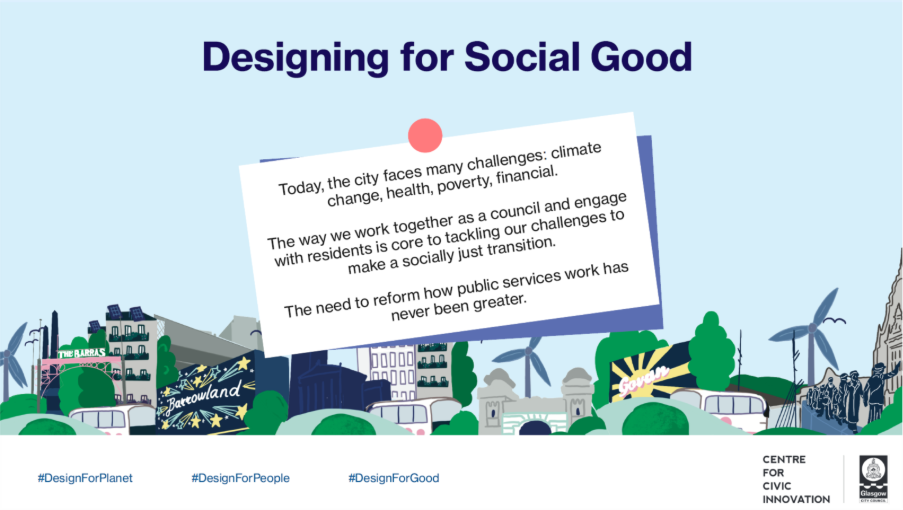 Designing for Social Good
Today, the city faces many challenges: climate
change, health, poverty, financial.
The way we work together as a council and engage
with residents is core to tackling our challenges to
make a socially just transition.
The need to reform how public services work has
never been greater.
THE BARRAS
Barrowland
Govan
#DesignForPlanet
#DesignForPeople
#DesignForGood
CENTRE
FOR
CIVIC
INNOVATION
Glasgow
CITY COUNCIL